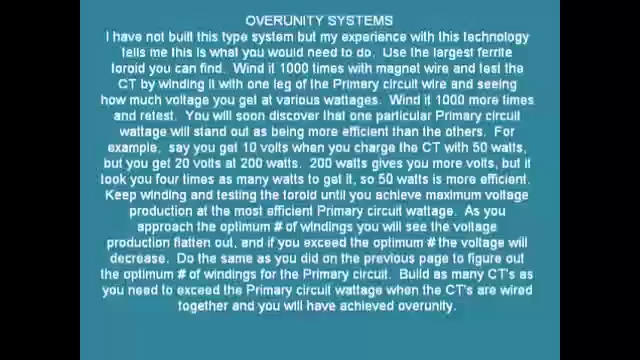 OVERUNITY SYSTEMS
I have not built this type system but my experience with this technology
tells me this is what you would need to do.  Use the largest ferrite
toroid you can find.  Wind it 1000 times with magnet wire and test the
CT by winding it with one leg of the Primary circuit wire and seeing
how much voltage you get at various wattages.  Wind it 1000 more times
and retest.  You will soon discover that one particular Primary circuit
wattage will stand out as being more efficient than the others.  For
example.  say you get 10 volts when you charge the CT with 50 watts,
but you get 20 volts at 200 watts.  200 watts gives you more volts, but it
took you four times as many watts to get it, so 50 watts is more efficient.
Keep winding and testing the toroid until you achieve maximum voltage
production at the most efficient Primary circuit wattage.  As you
approach the optimum # of windings you will see the voltage
production flatten out, and if you exceed the optimum # the voltage will
decrease.  Do the same as you did on the previous page to figure out
the optimum # of windings for the Primary circuit.  Build as many CT's as
you need to exceed the Primary circuit wattage when the CT's are wired
together and you will have achieved overunity.